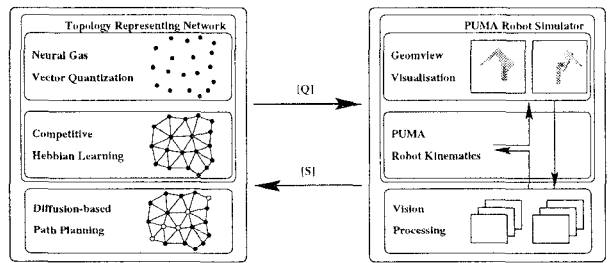 Topology Representing Network
Neural Gas
Vector Quantization
Competitive
Hebbian Learning
Diffusion-based
Path Planning
[Q]
[S]
PUMA Robot Simulator
Geomview
Visualisation
PUMA
Robot Kinematics
Vision
Processing